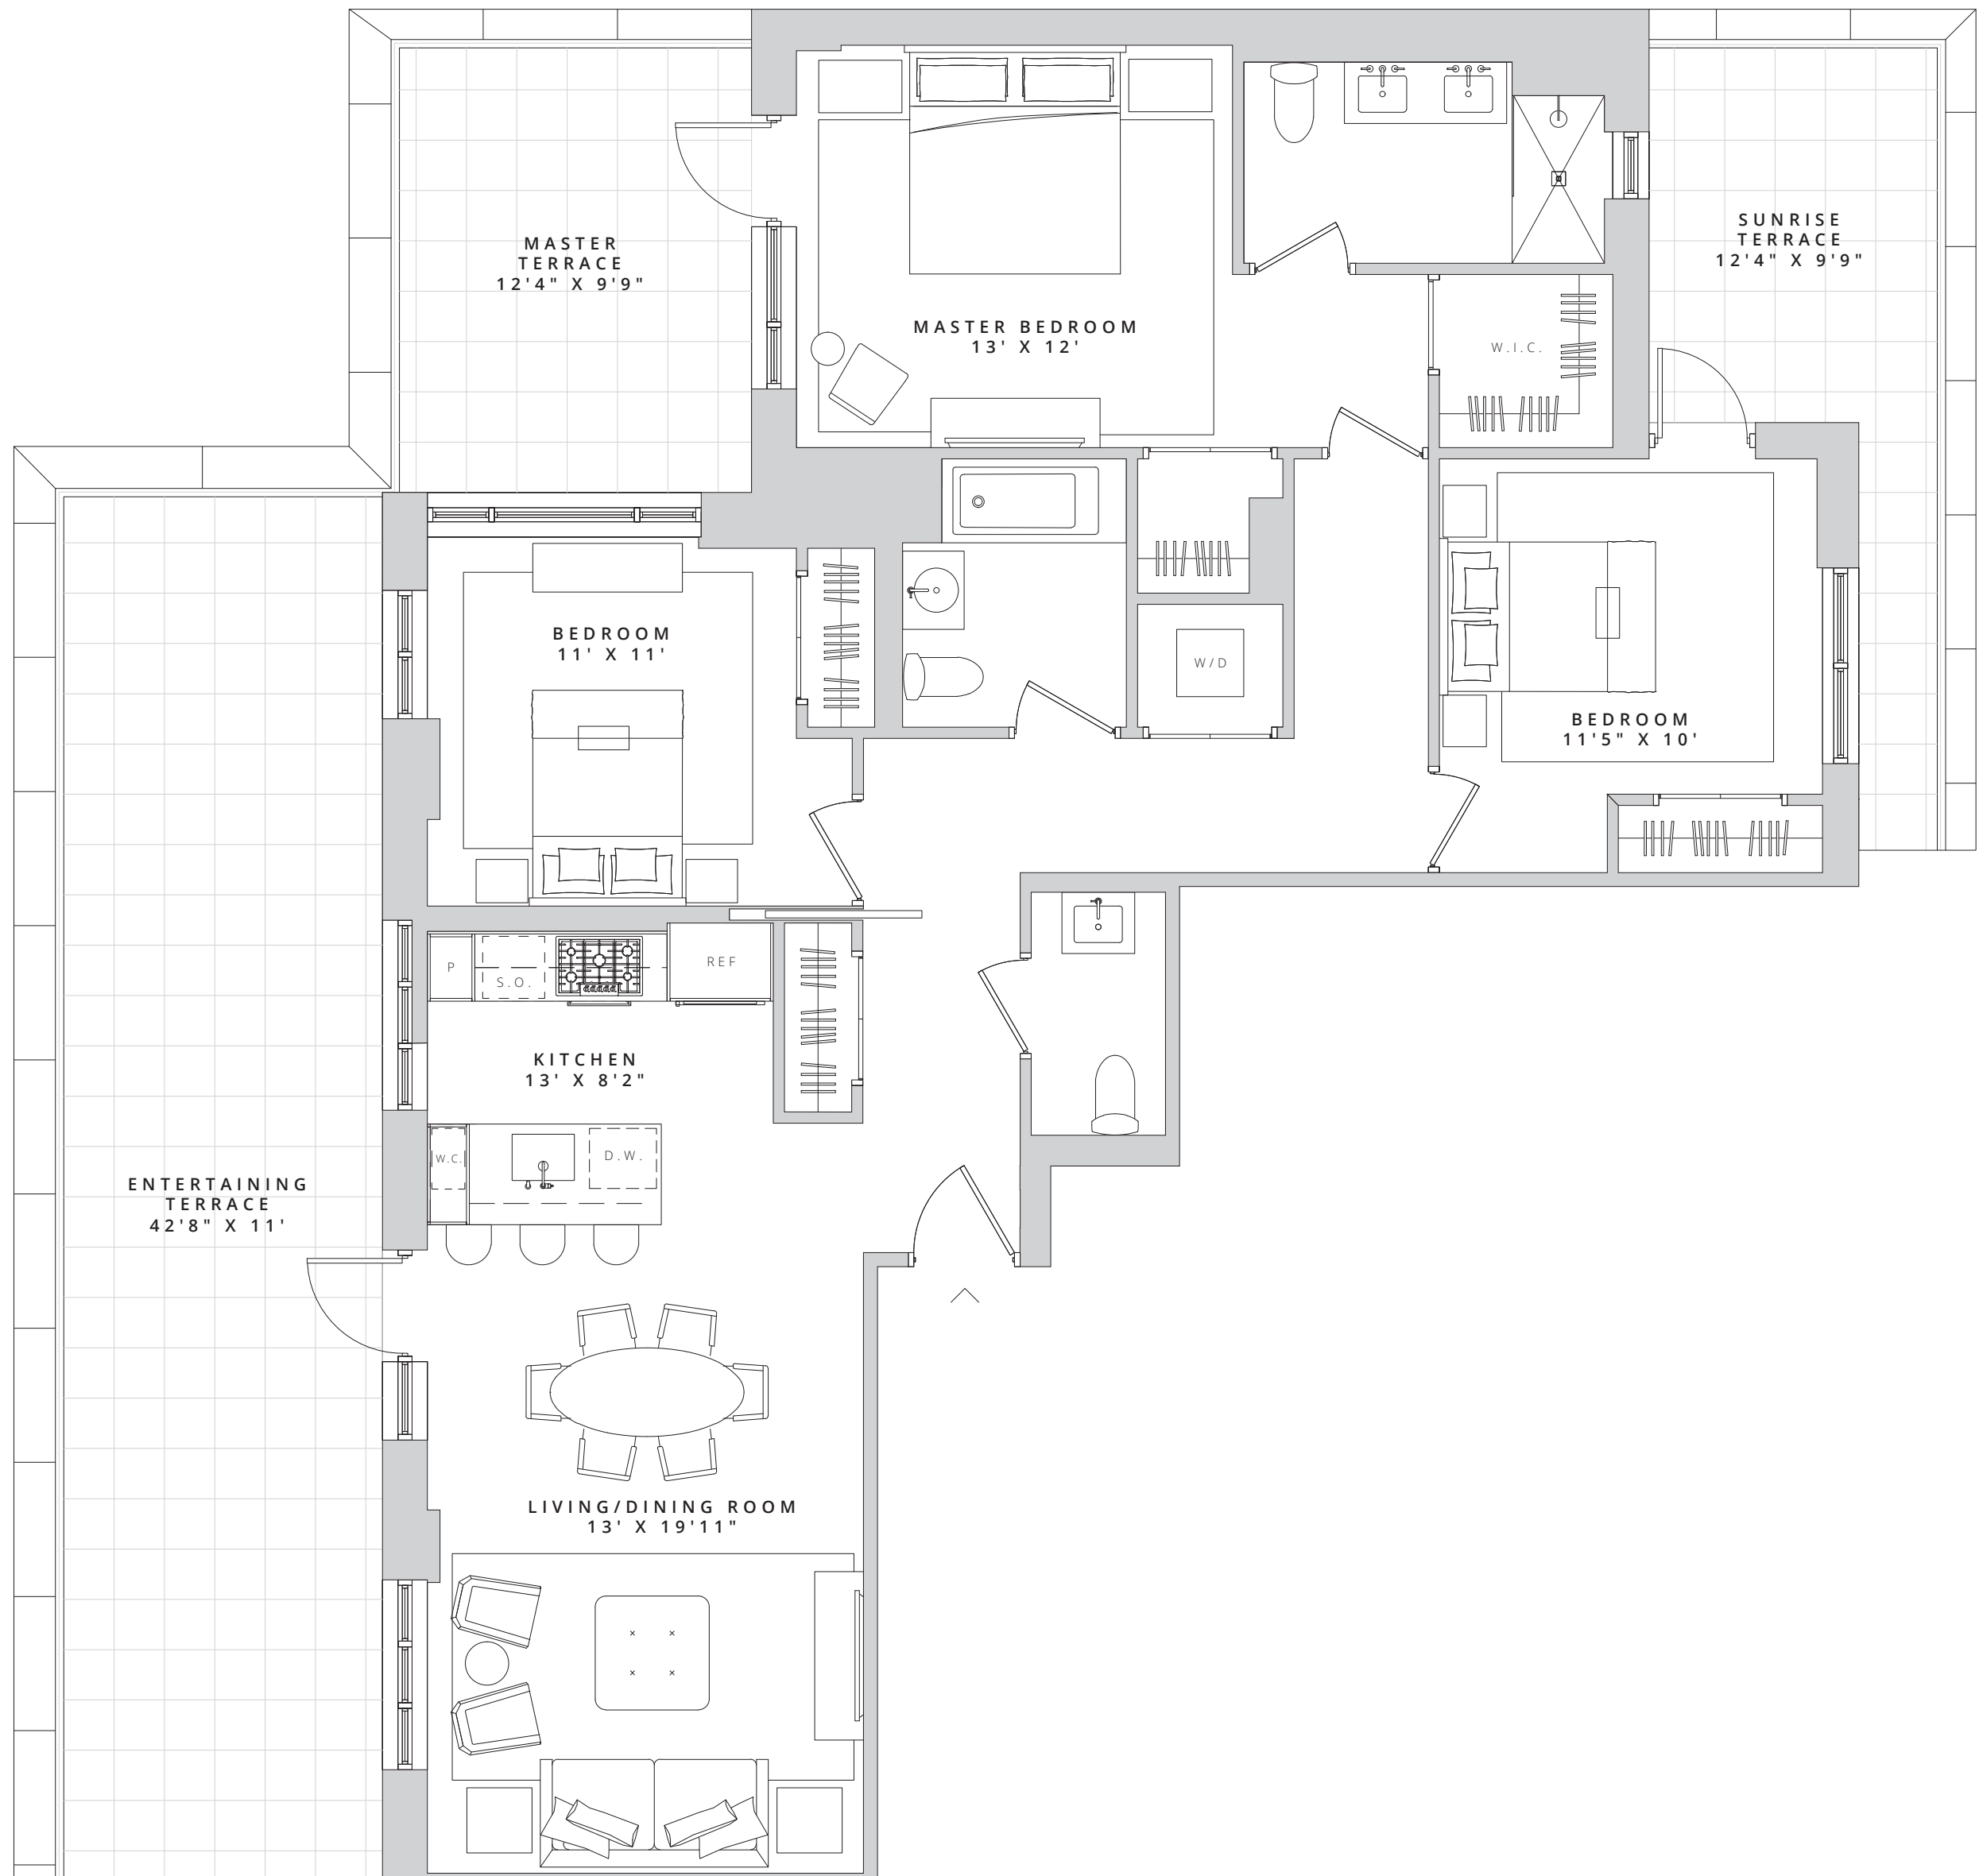 MASTER
TERRACE
12'4" X 9'9"
SUNRISE
TERRACE
12'4" X 9'9"
MASTER BEDROOM
13' X 12'
W.I.C.
BEDROOM
11' X 11'
W/D
BEDROOM
11'5" X 10'
P
S.O.
REF
KITCHEN
13' X 8'2"
W.C.
D.W.
ENTERTAINING
TERRACE
42'8" X 11'
LIVING/DINING ROOM
13' X 19'11"